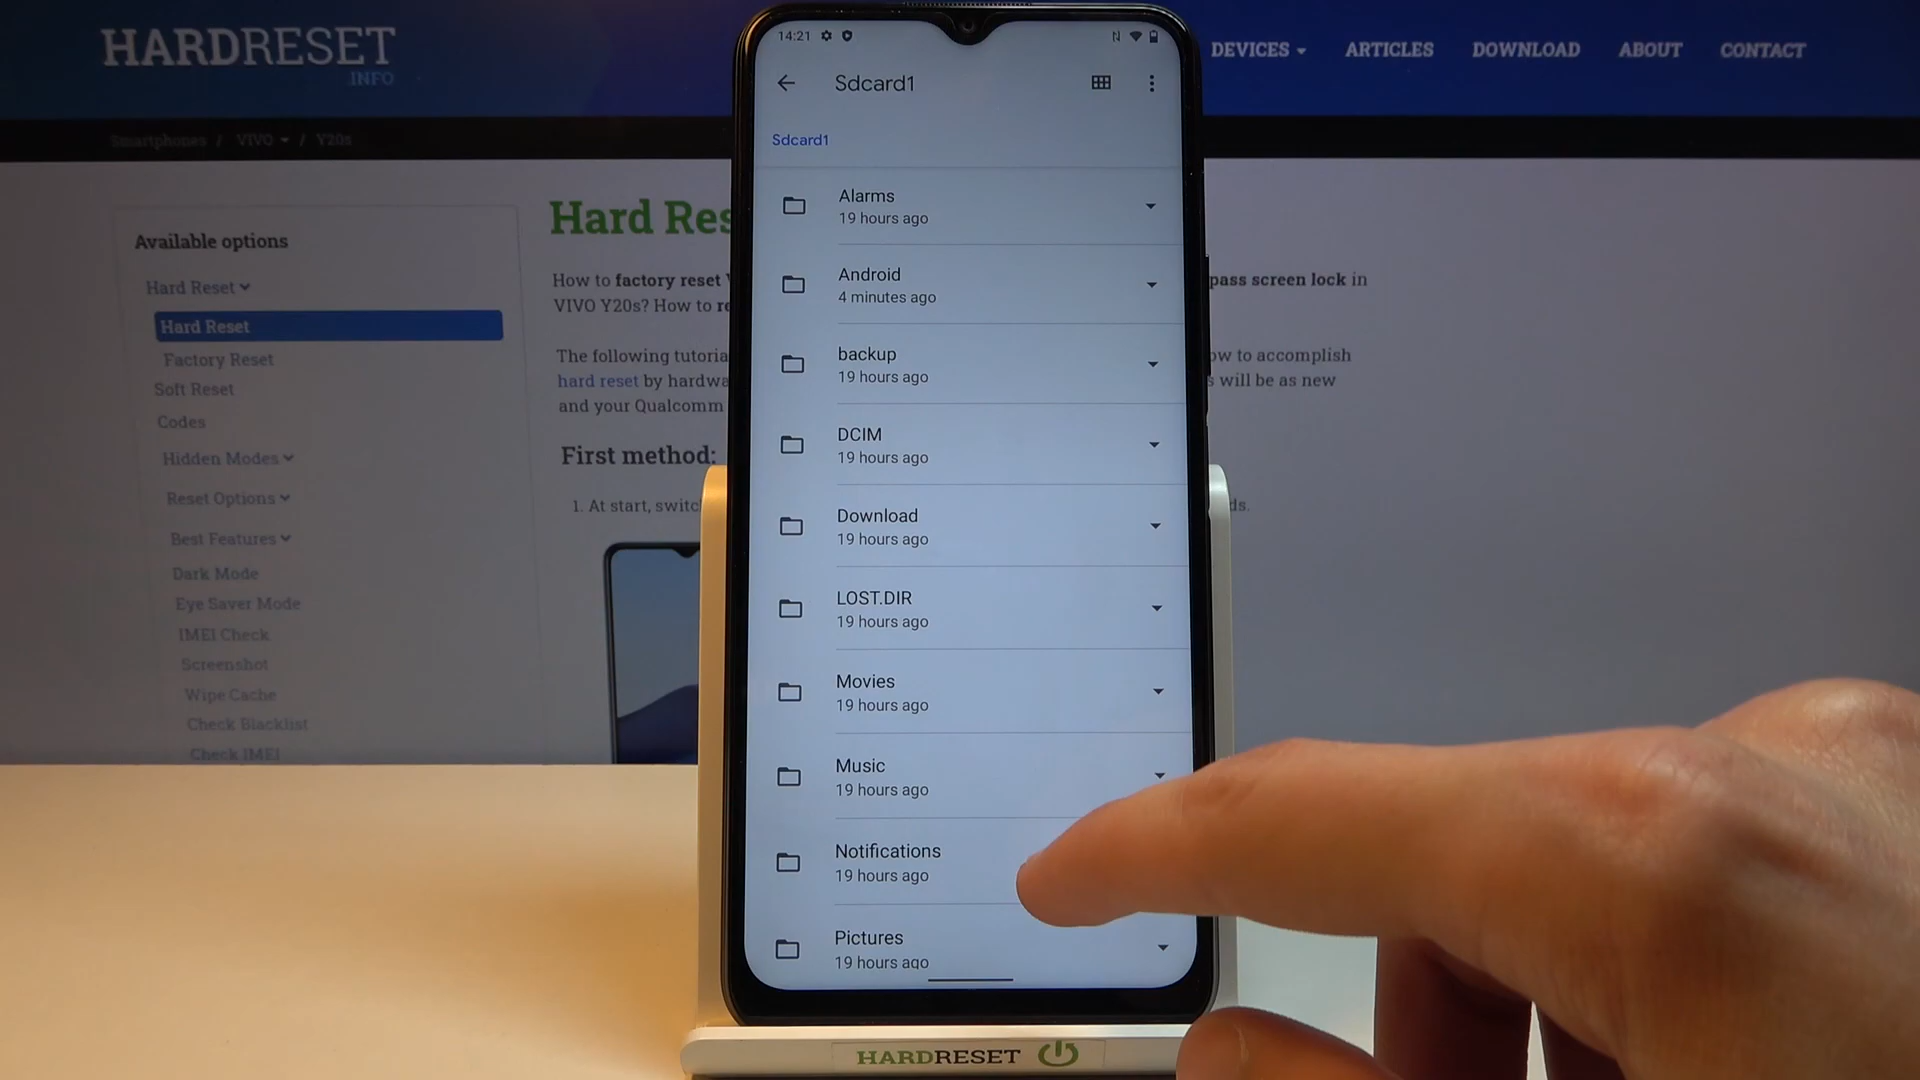 HARDRESET
.INFO
DEVICES
ARTICLES
DOWNLOAD
ABOUT
CONTACT
Smartphones / VIVO / Y20s
Available options
Hard Reset
Hard Reset
Factory Reset
Soft Reset
Codes
Hidden Modes
Reset Options
Best Features
Dark Mode
Eye Saver Mode
IMEI Check
Screenshot
Wipe Cache
Check Blacklist
Check IMEI
Hard Res
How to factory reset
pass screen lock in
VIVO Y20s? How to
The following tutoria
ow to accomplish
hard reset by hardwa
s will be as new
and your Qualcomm
First method:
1. At start, switc
ds.
14:21
Sdcard1
Sdcard1
Alarms
19 hours ago
Android
4 minutes ago
backup
19 hours ago
DCIM
19 hours ago
Download
19 hours ago
LOST.DIR
19 hours ago
Movies
19 hours ago
Music
19 hours ago
Notifications
19 hours ago
Pictures
19 hours ago
HARDRESET